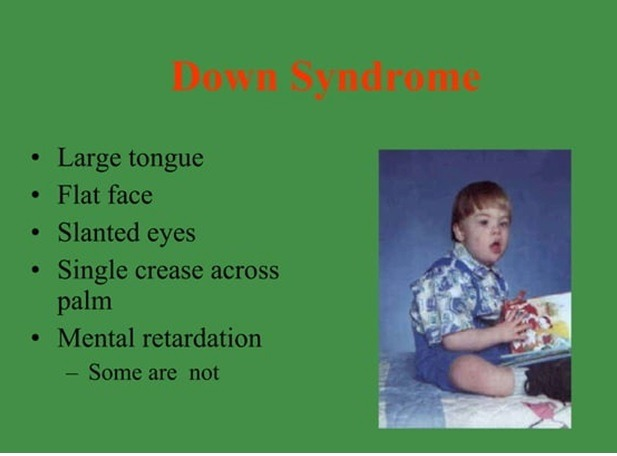 Down Syndrome
• Large tongue
• Flat face
• Slanted eyes
• Single crease across
palm
• Mental retardation
– Some are not